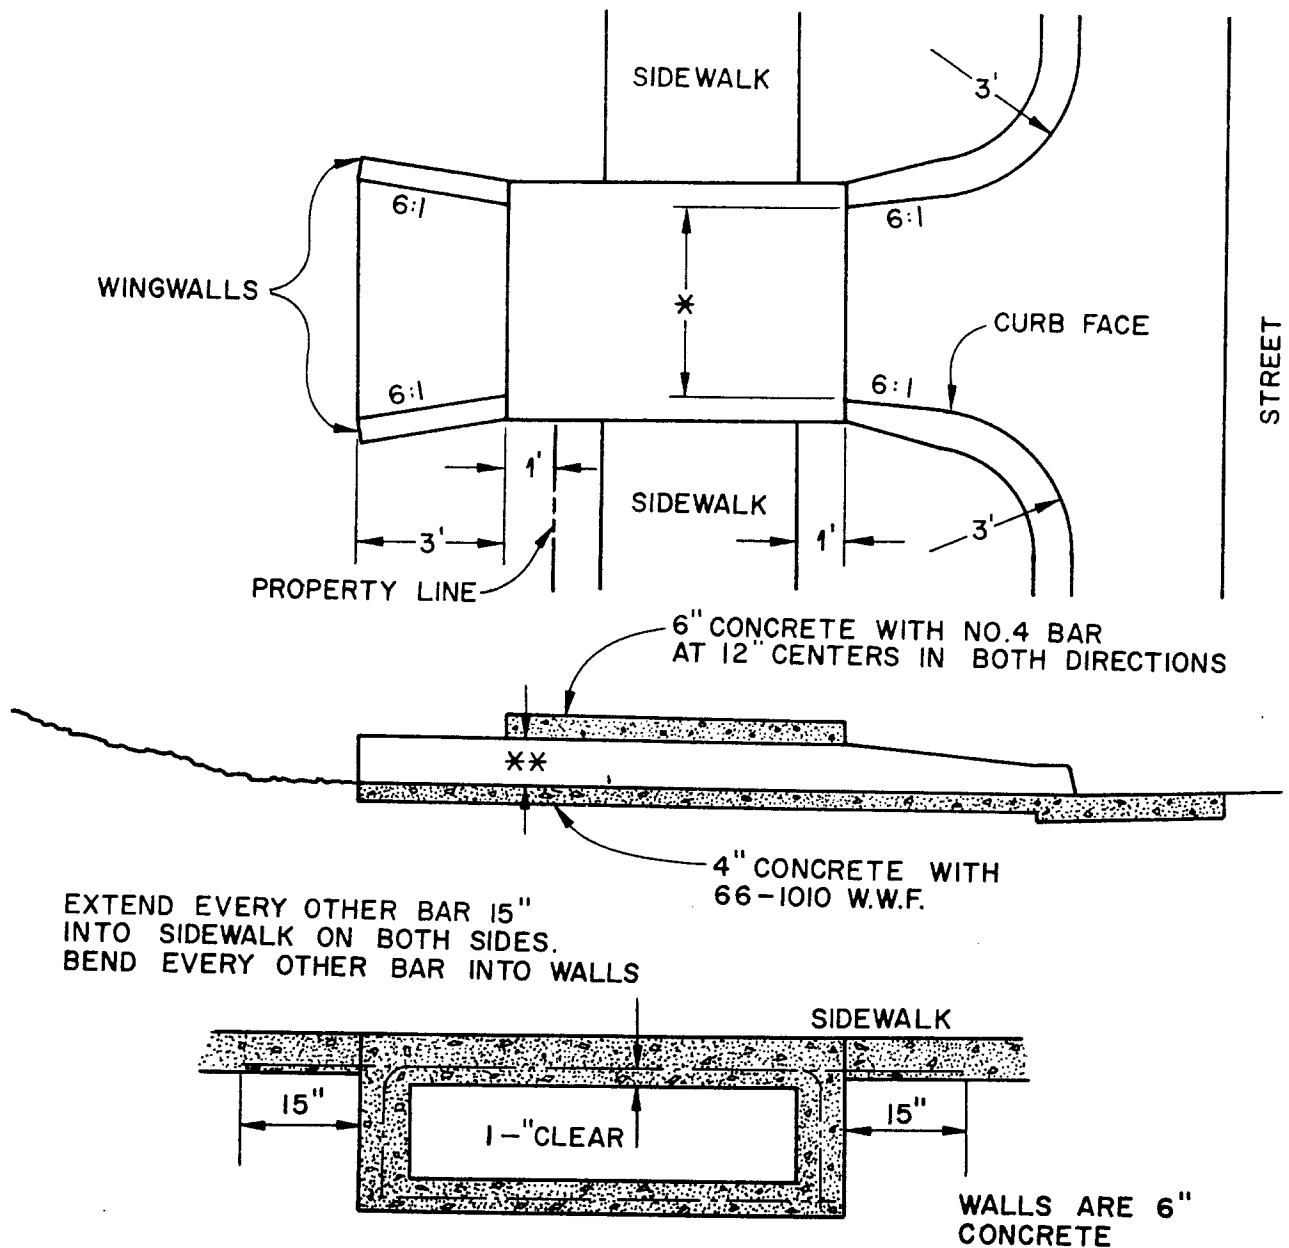 SIDEWALK
3'
6:1
6:1
WINGWALLS
*
CURB FACE
STREET
6:1
6:1
1'
SIDEWALK
3'
1'
3'
PROPERTY LINE
6" CONCRETE WITH NO.4 BAR
AT 12" CENTERS IN BOTH DIRECTIONS
**
4" CONCRETE WITH
66-1010 W.W.F.
EXTEND EVERY OTHER BAR 15"
INTO SIDEWALK ON BOTH SIDES.
BEND EVERY OTHER BAR INTO WALLS
SIDEWALK
15"
1-"CLEAR
15"
WALLS ARE 6"
CONCRETE